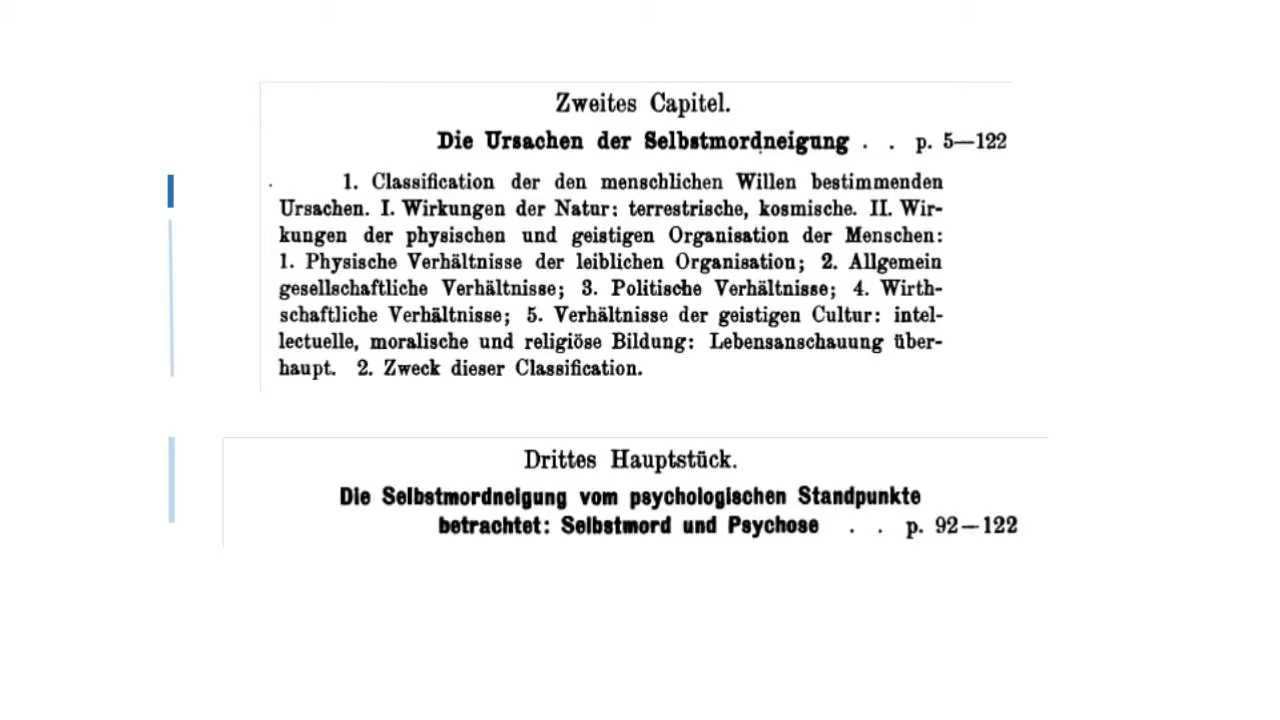 Zweites Capitel.
Die Ursachen der Selbstmordneigung . . p. 5—122
1. Classification der den menschlichen Willen bestimmenden
Ursachen. I. Wirkungen der Natur: terrestrische, kosmische. II. Wir-
kungen der physischen und geistigen Organisation der Menschen:
1. Physische Verhältnisse der leiblichen Organisation; 2. Allgemein
gesellschaftliche Verhältnisse; 3. Politische Verhältnisse; 4. Wirth-
schaftliche Verhältnisse; 5. Verhältnisse der geistigen Cultur: intel-
lectuelle, moralische und religiöse Bildung: Lebensanschauung über-
haupt. 2. Zweck dieser Classification.
Drittes Hauptstück.
Die Selbstmordneigung vom psychologischen Standpunkte
betrachtet: Selbstmord und Psychose . . p. 92—122